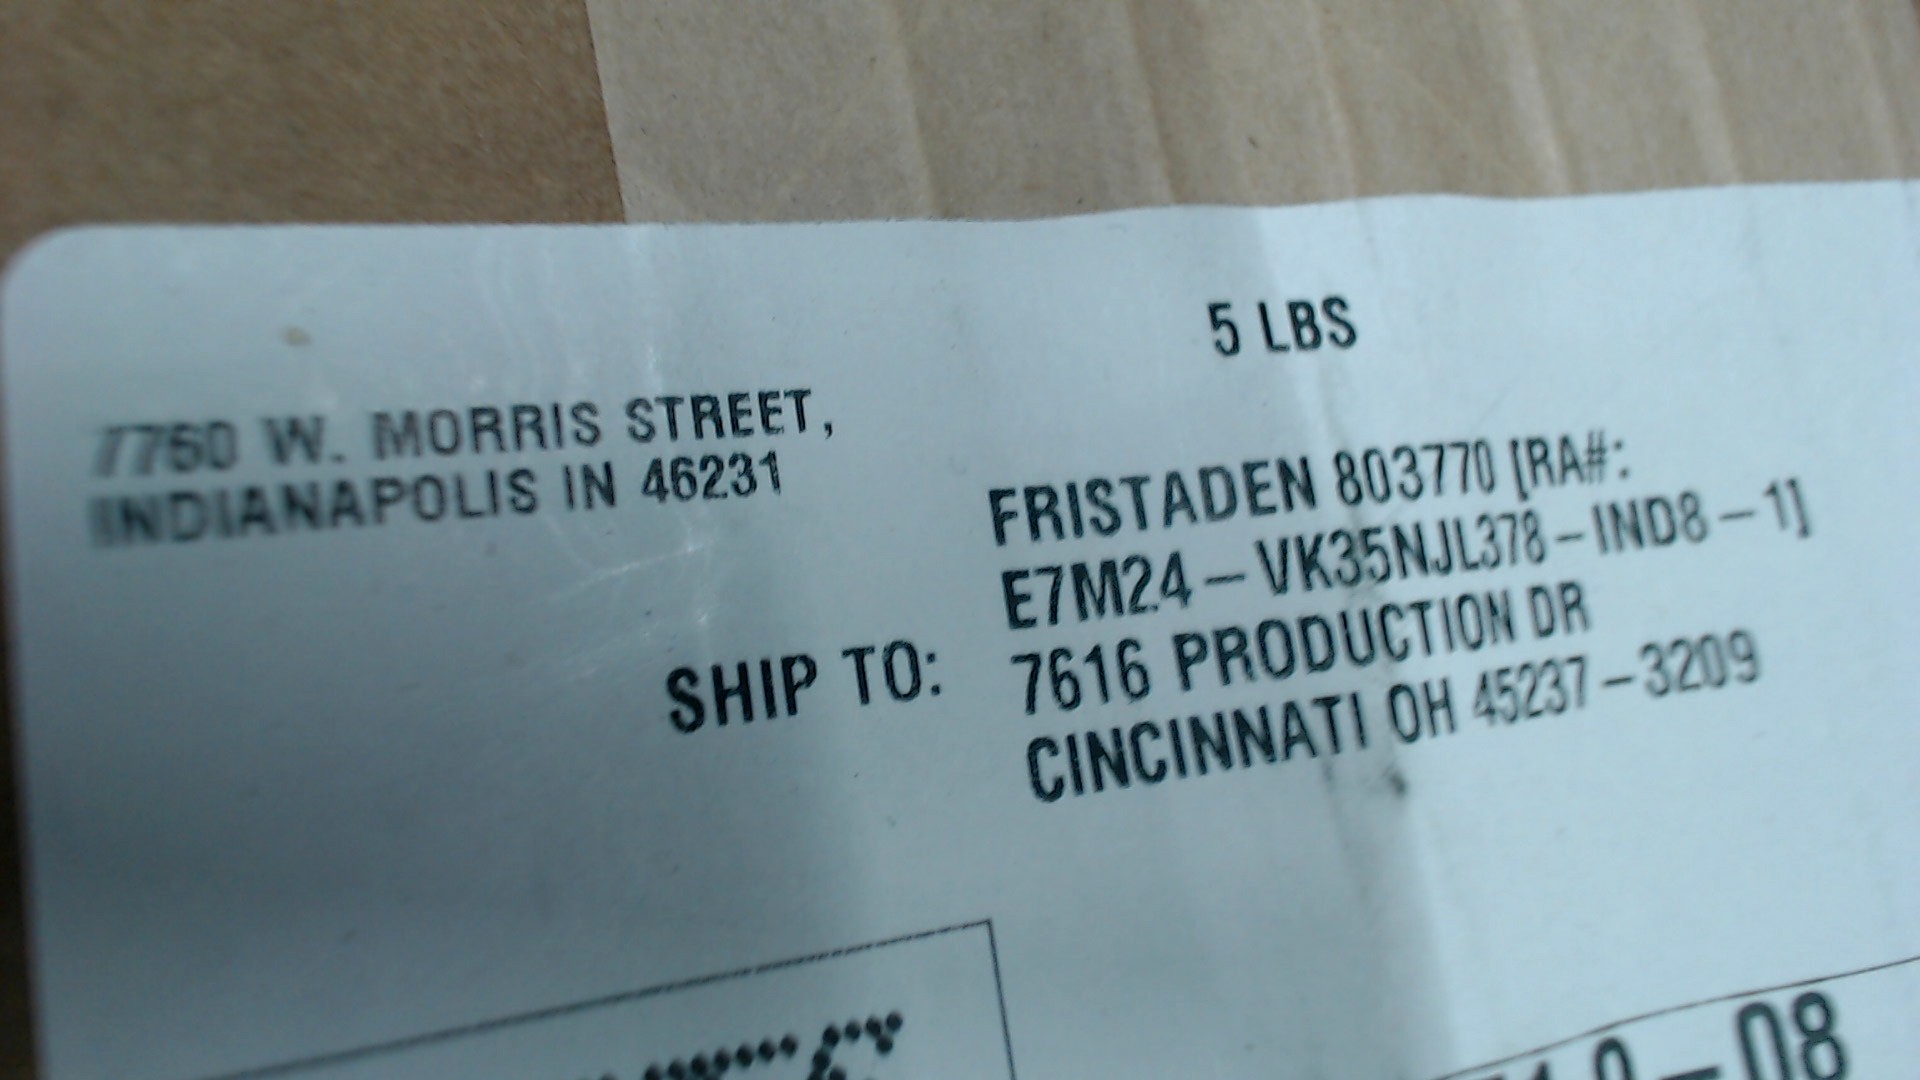 5 LBS
7760 W. MORRIS STREET,
INDIANAPOLIS IN 46231
FRISTADEN 803770 [RA#:
E7M24-VK35NJL378-IND8-1]
SHIP TO: 7616 PRODUCTION DR
CINCINNATI OH 45237-3209